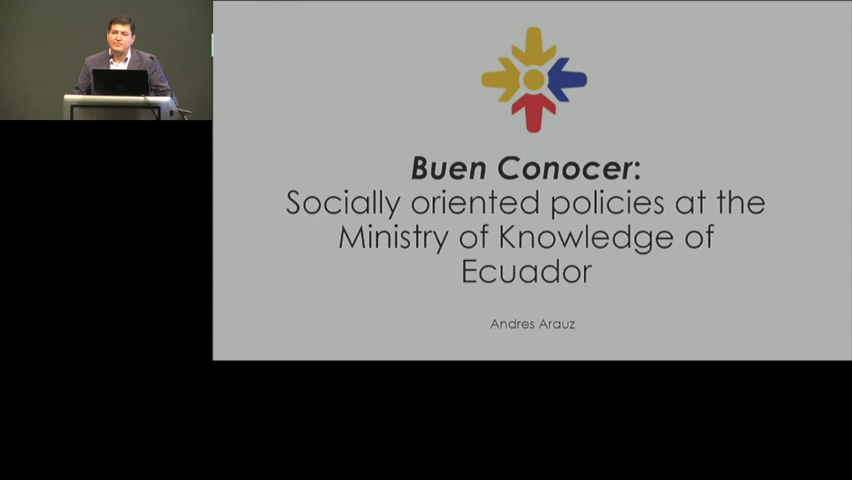 Buen Conocer:
Socially oriented policies at the
Ministry of Knowledge of
Ecuador
Andres Arauz